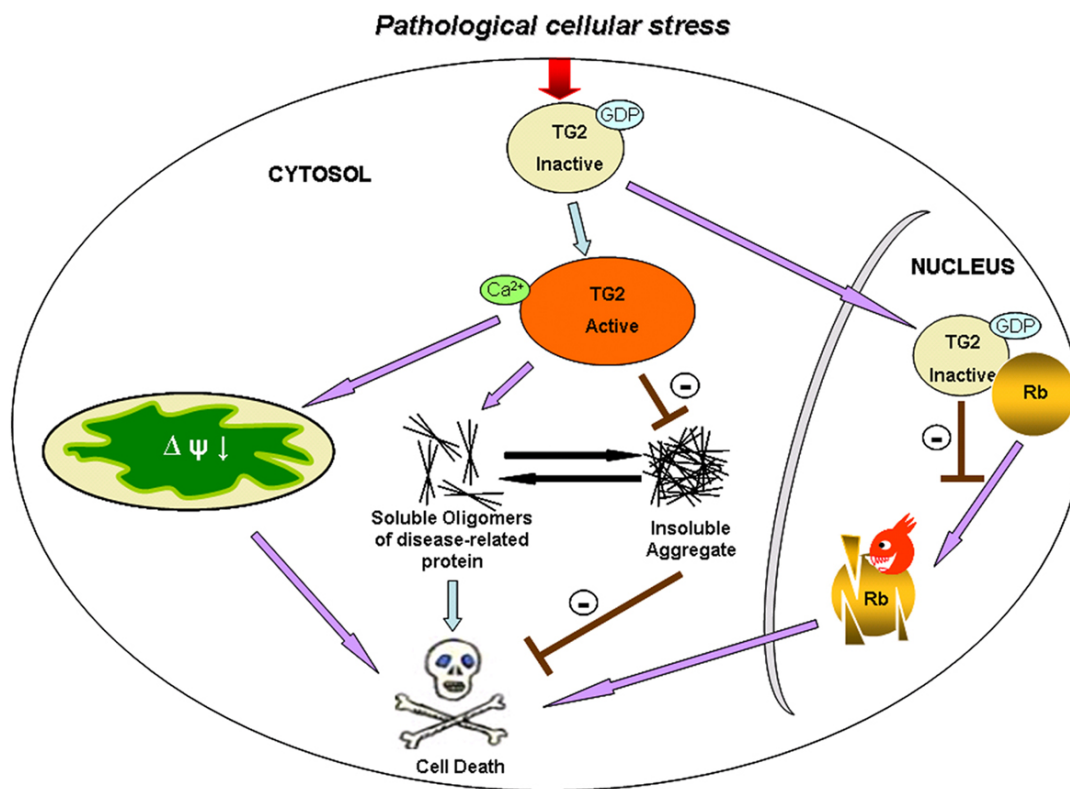 Pathological cellular stress
GDP
TG2
Inactive
CYTOSOL
NUCLEUS
Ca²⁺
TG2
Active
GDP
TG2
Inactive
Rb
-
-
Δ Ψ ↓
Soluble Oligomers
of disease-related
protein
Insoluble
Aggregate
-
Rb
Cell Death